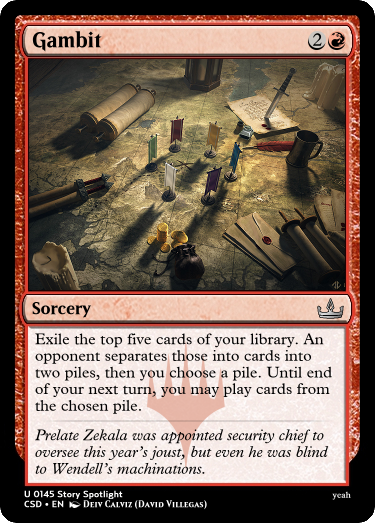 Gambit 2
Sorcery
Exile the top five cards of your library. An
opponent separates those into cards into
two piles, then you choose a pile. Until end
of your next turn, you may play cards from
the chosen pile.
Prelate Zekala was appointed security chief to
oversee this year's joust, but even he was blind
to Wendell's machinations.
U 0145 Story Spotlight
CSD • EN DEIV CALVIZ (DAVID VILLEGAS)
yeah